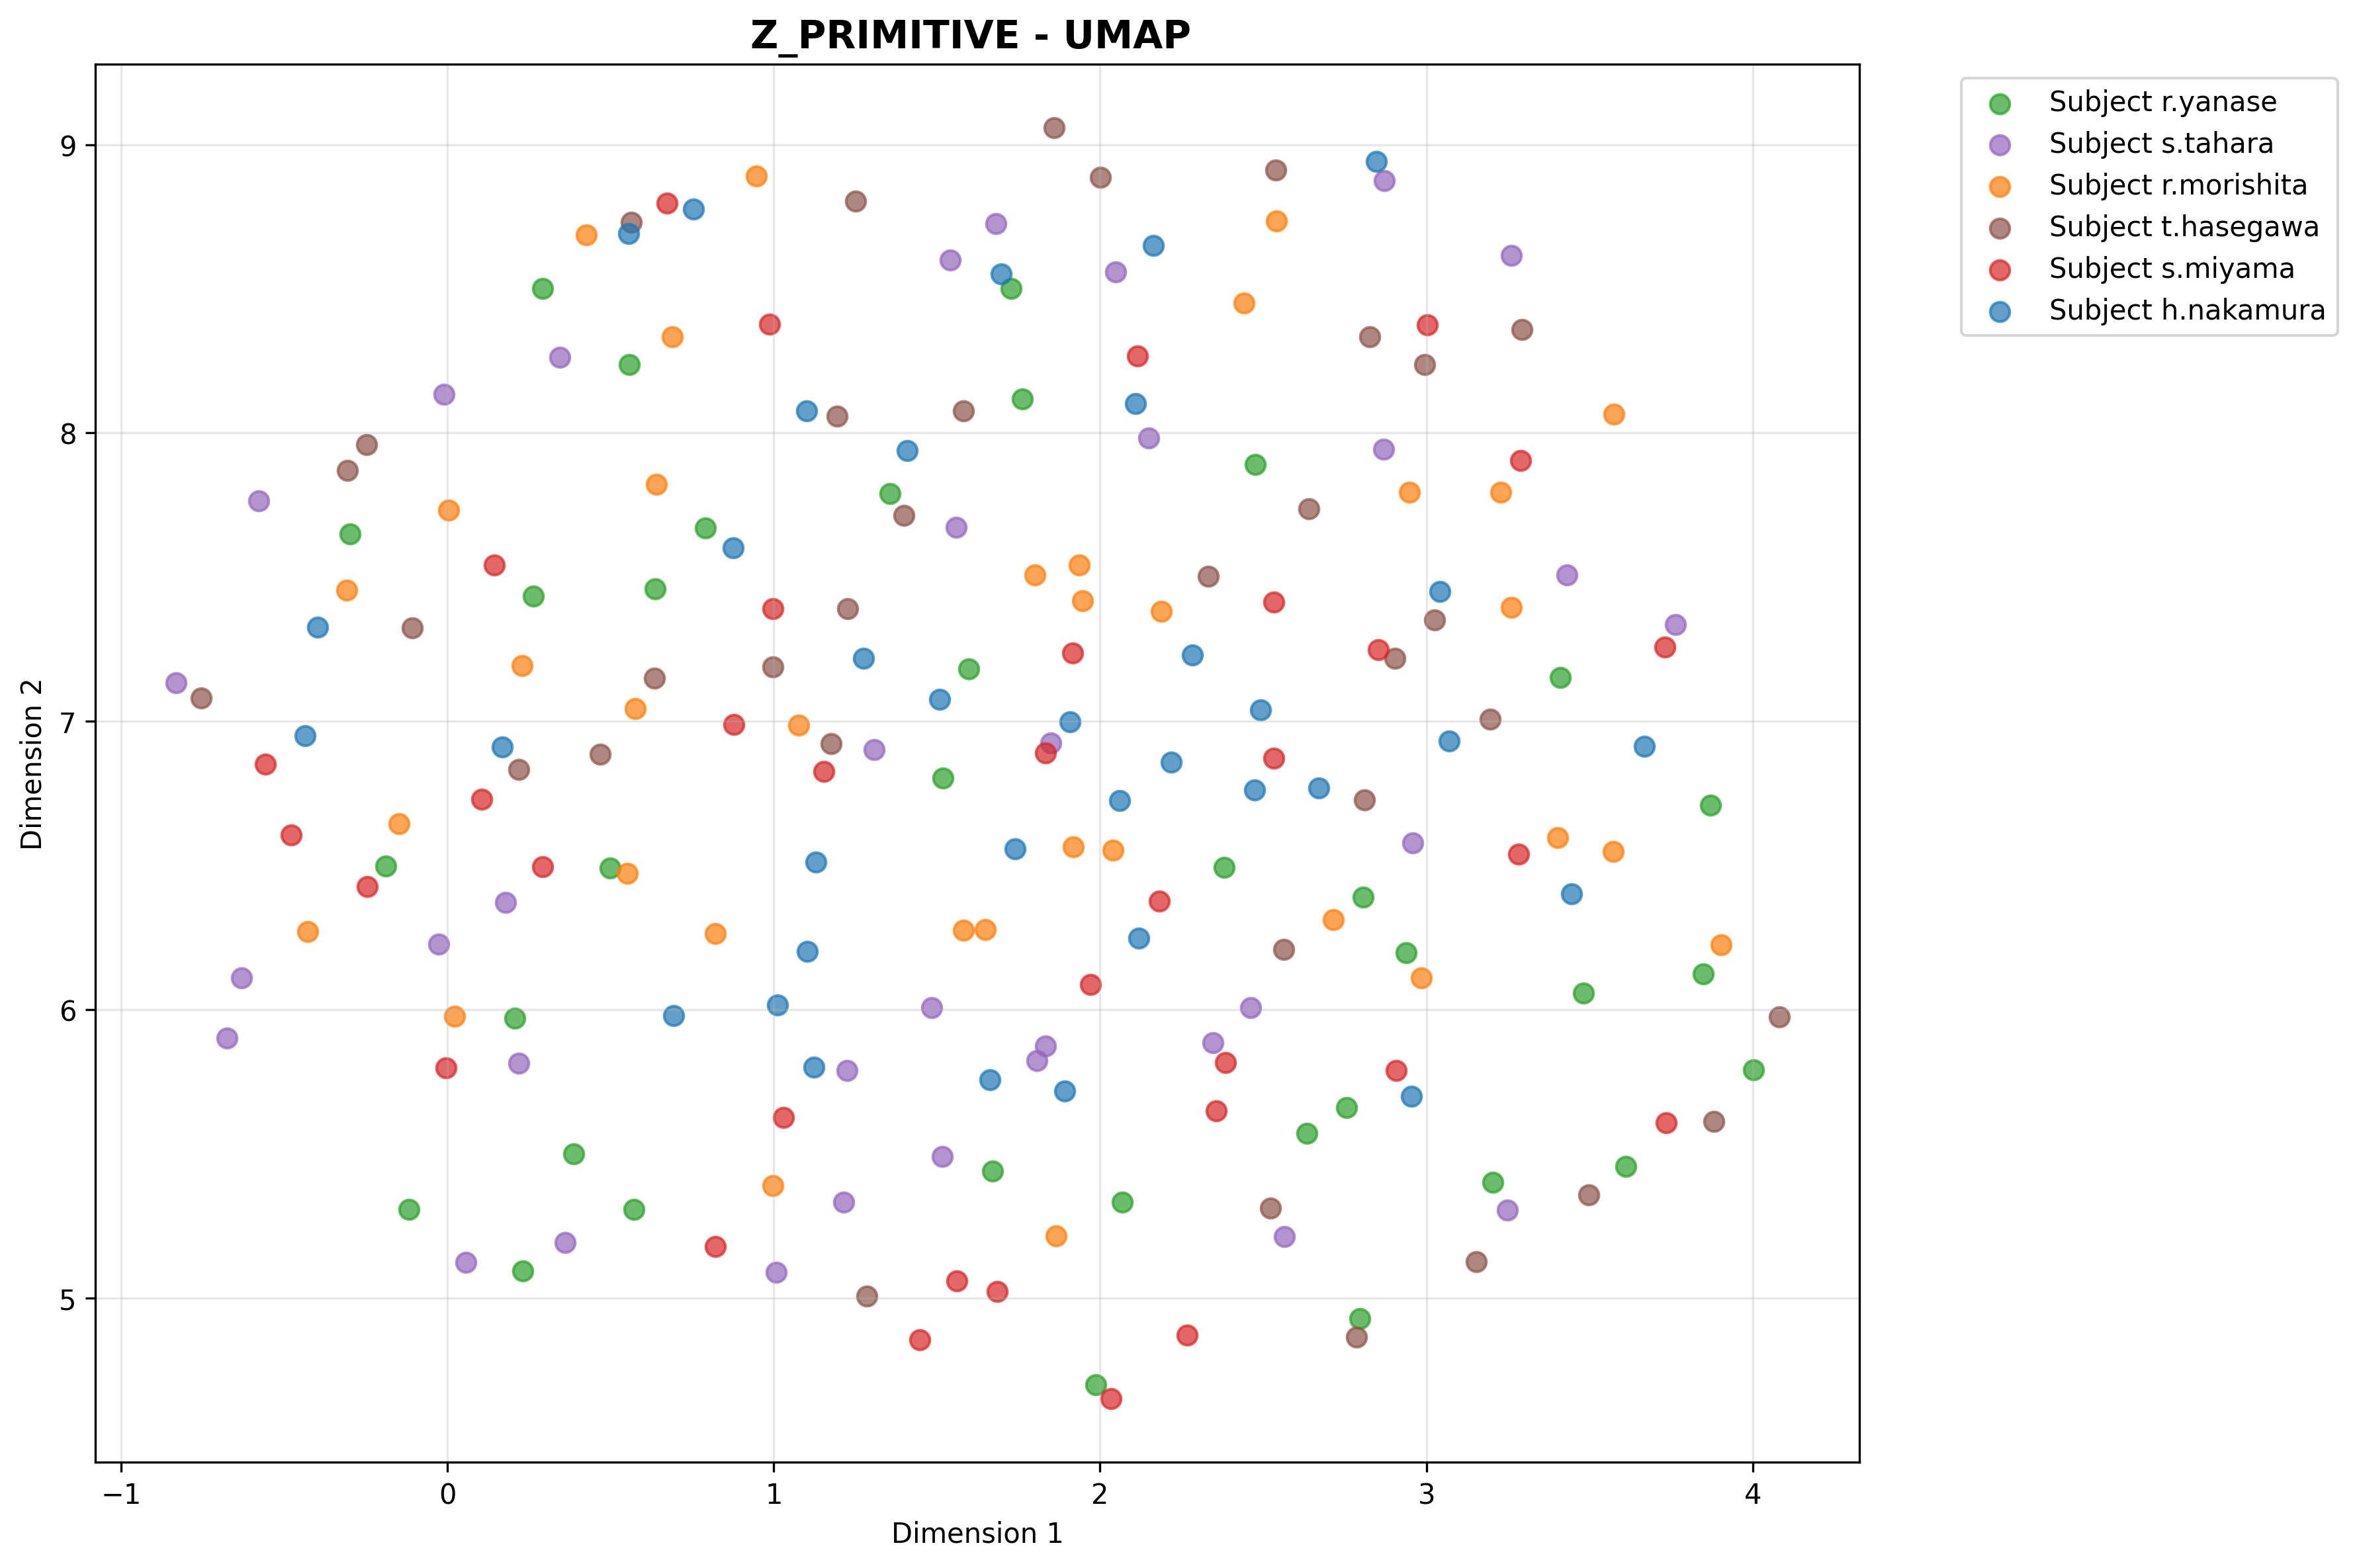 Z_PRIMITIVE - UMAP
Subject r.yanase
Subject s.tahara
Subject r.morishita
Subject t.hasegawa
Subject s.miyama
Subject h.nakamura
Dimension 2
9
8
7
6
5
−1 0 1 2 3 4
Dimension 1